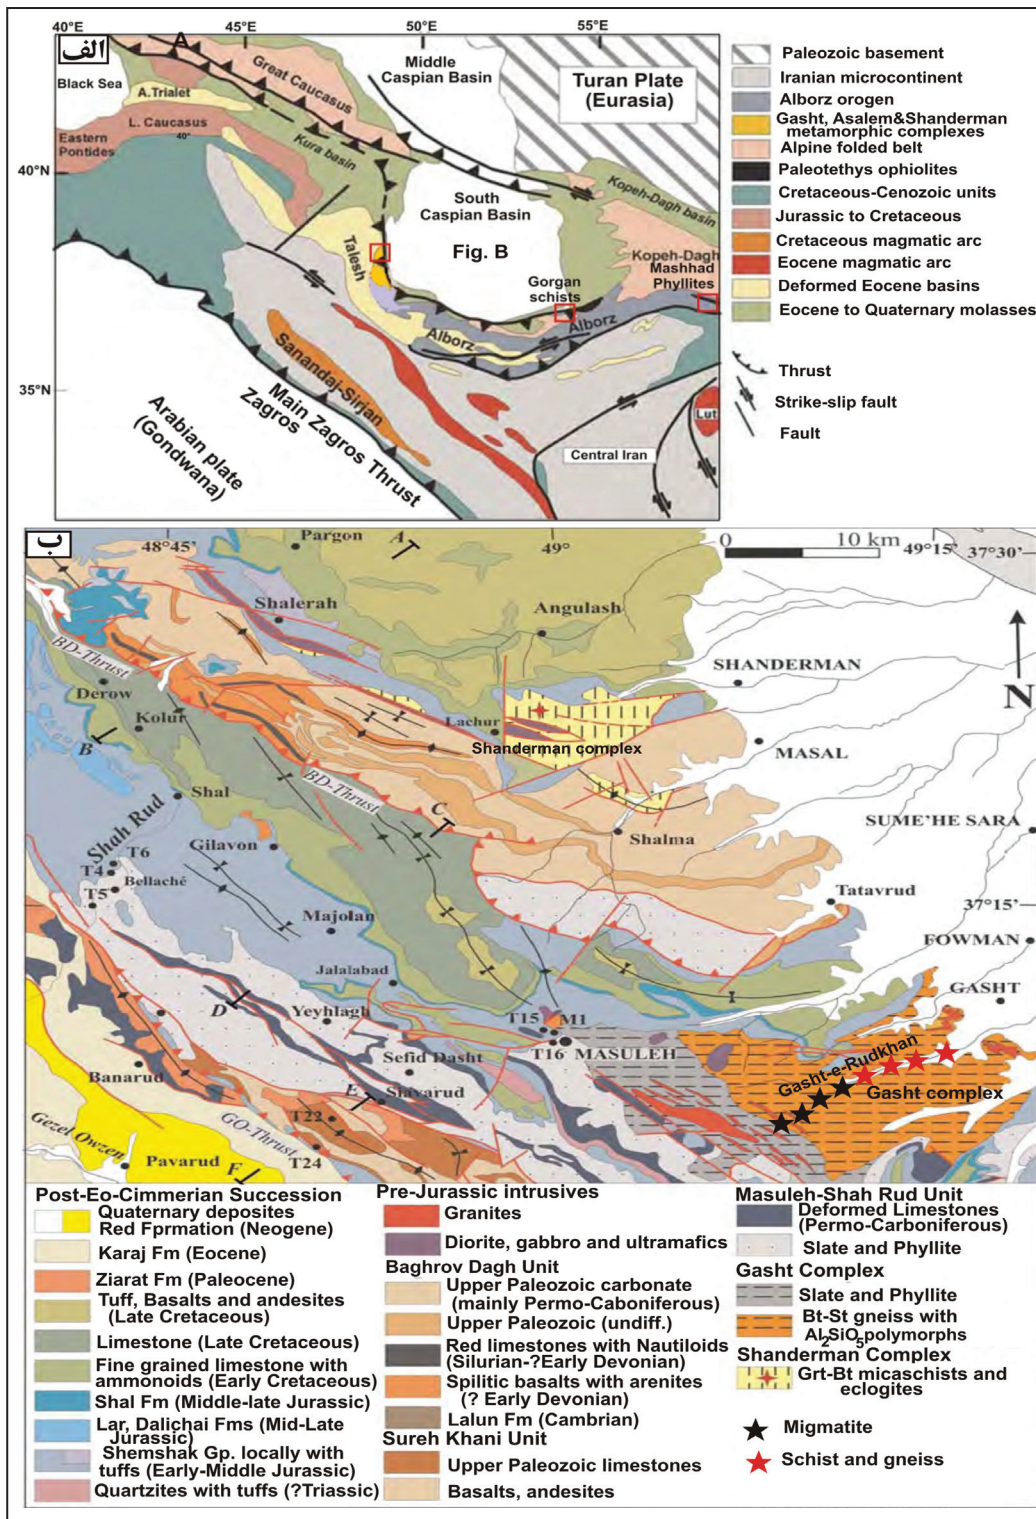 40°E
45°E
50°E
55°E
الف
A
Black Sea
Great Caucasus
Middle
Caspian Basin
Turan Plate
(Eurasia)
A.Trialet
L. Caucasus
40°
Eastern
Pontides
Kura basin
40°N
South
Caspian Basin
Fig. B
Kopeh-Dagh basin
Talesh
Kopeh-Dagh
Mashhad
Phyllites
Gorgan
schists
Alborz
Alborz
35°N
Sanandaj-Sirjan
Main Zagros Thrust
Zagros
Arabian plate
(Gondwana)
Central Iran
Lut
Paleozoic basement
Iranian microcontinent
Alborz orogen
Gasht, Asalem&Shanderman
metamorphic complexes
Alpine folded belt
Paleotethys ophiolites
Cretaceous-Cenozoic units
Jurassic to Cretaceous
Cretaceous magmatic arc
Eocene magmatic arc
Deformed Eocene basins
Eocene to Quaternary molasses
Thrust
Strike-slip fault
Fault
ب
48°45'
49°
49°15'
37°30'
0
10 km
Pargon
A
Shalerah
Angulash
SHANDERMAN
N
BD-Thrust
Derow
Kolur
B
Lachur
Shanderman complex
MASAL
BD-Thrust
Shal
C
Shah Rud
Gilavon
Shalma
SUME'HE SARA
T6
T4
Bellaché
T5
Tatavrud
37°15'
Majolan
FOWMAN
Jalalabad
GASHT
D
Yeyhlagh
T15
M1
T16
MASULEH
Sefid Dasht
Gasht-e-Rudkhan
Gasht complex
Banarud
E
Siavarud
T22
GO-Thrust
T24
Gezel Owzen
Pavarud
F
Post-Eo-Cimmerian Succession
Quaternary deposites
Red Fprmation (Neogene)
Karaj Fm (Eocene)
Ziarat Fm (Paleocene)
Tuff, Basalts and andesites
(Late Cretaceous)
Limestone (Late Cretaceous)
Fine grained limestone with
ammonoids (Early Cretaceous)
Shal Fm (Middle-late Jurassic)
Lar, Dalichai Fms (Mid-Late
Jurassic)
Shemshak Gp. locally with
tuffs (Early-Middle Jurassic)
Quartzites with tuffs (?Triassic)
Pre-Jurassic intrusives
Granites
Diorite, gabbro and ultramafics
Baghrov Dagh Unit
Upper Paleozoic carbonate
(mainly Permo-Caboniferous)
Upper Paleozoic (undiff.)
Red limestones with Nautiloids
(Silurian-?Early Devonian)
Spilitic basalts with arenites
(? Early Devonian)
Lalun Fm (Cambrian)
Sureh Khani Unit
Upper Paleozoic limestones
Basalts, andesites
Masuleh-Shah Rud Unit
Deformed Limestones
(Permo-Carboniferous)
Slate and Phyllite
Gasht Complex
Slate and Phyllite
Bt-St gneiss with
Al2SiO5 polymorphs
Shanderman Complex
Grt-Bt micaschists and
eclogites
Migmatite
Schist and gneiss